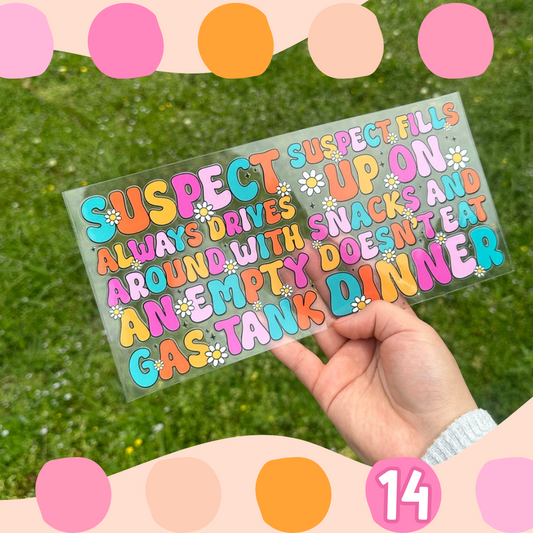 SUSPECT
ALWAYS DRIVES
AROUND WITH
AN EMPTY
GAS TANK
SUSPECT FILLS
UP ON
SNACKS AND
DOESN'T EAT
DINNER
14